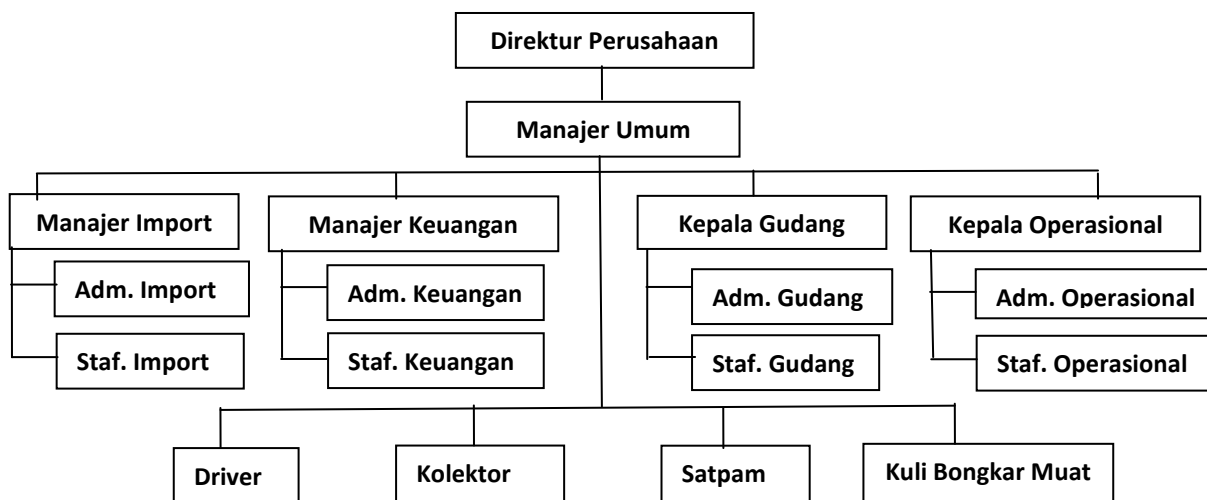 Direktur Perusahaan
Manajer Umum
Manajer Import
Manajer Keuangan
Kepala Gudang
Kepala Operasional
Adm. Import
Adm. Keuangan
Adm. Gudang
Adm. Operasional
Staf. Import
Staf. Keuangan
Staf. Gudang
Staf. Operasional
Driver
Kolektor
Satpam
Kuli Bongkar Muat